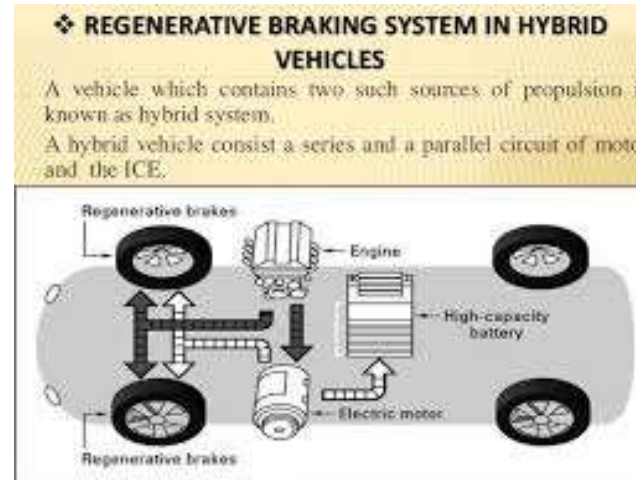 ❖ REGENERATIVE BRAKING SYSTEM IN HYBRID
VEHICLES
A vehicle which contains two such sources of propulsion i
known as hybrid system.
A hybrid vehicle consist a series and a parallel circuit of moto
and the ICE.
Regenerative brakes
Engine
High-capacity
battery
Electric motor
Regenerative brakes